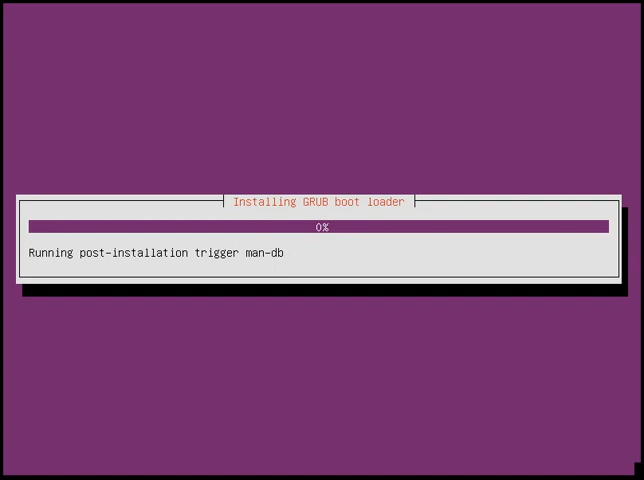 Installing GRUB boot loader
0%
Running post-installation trigger man-db